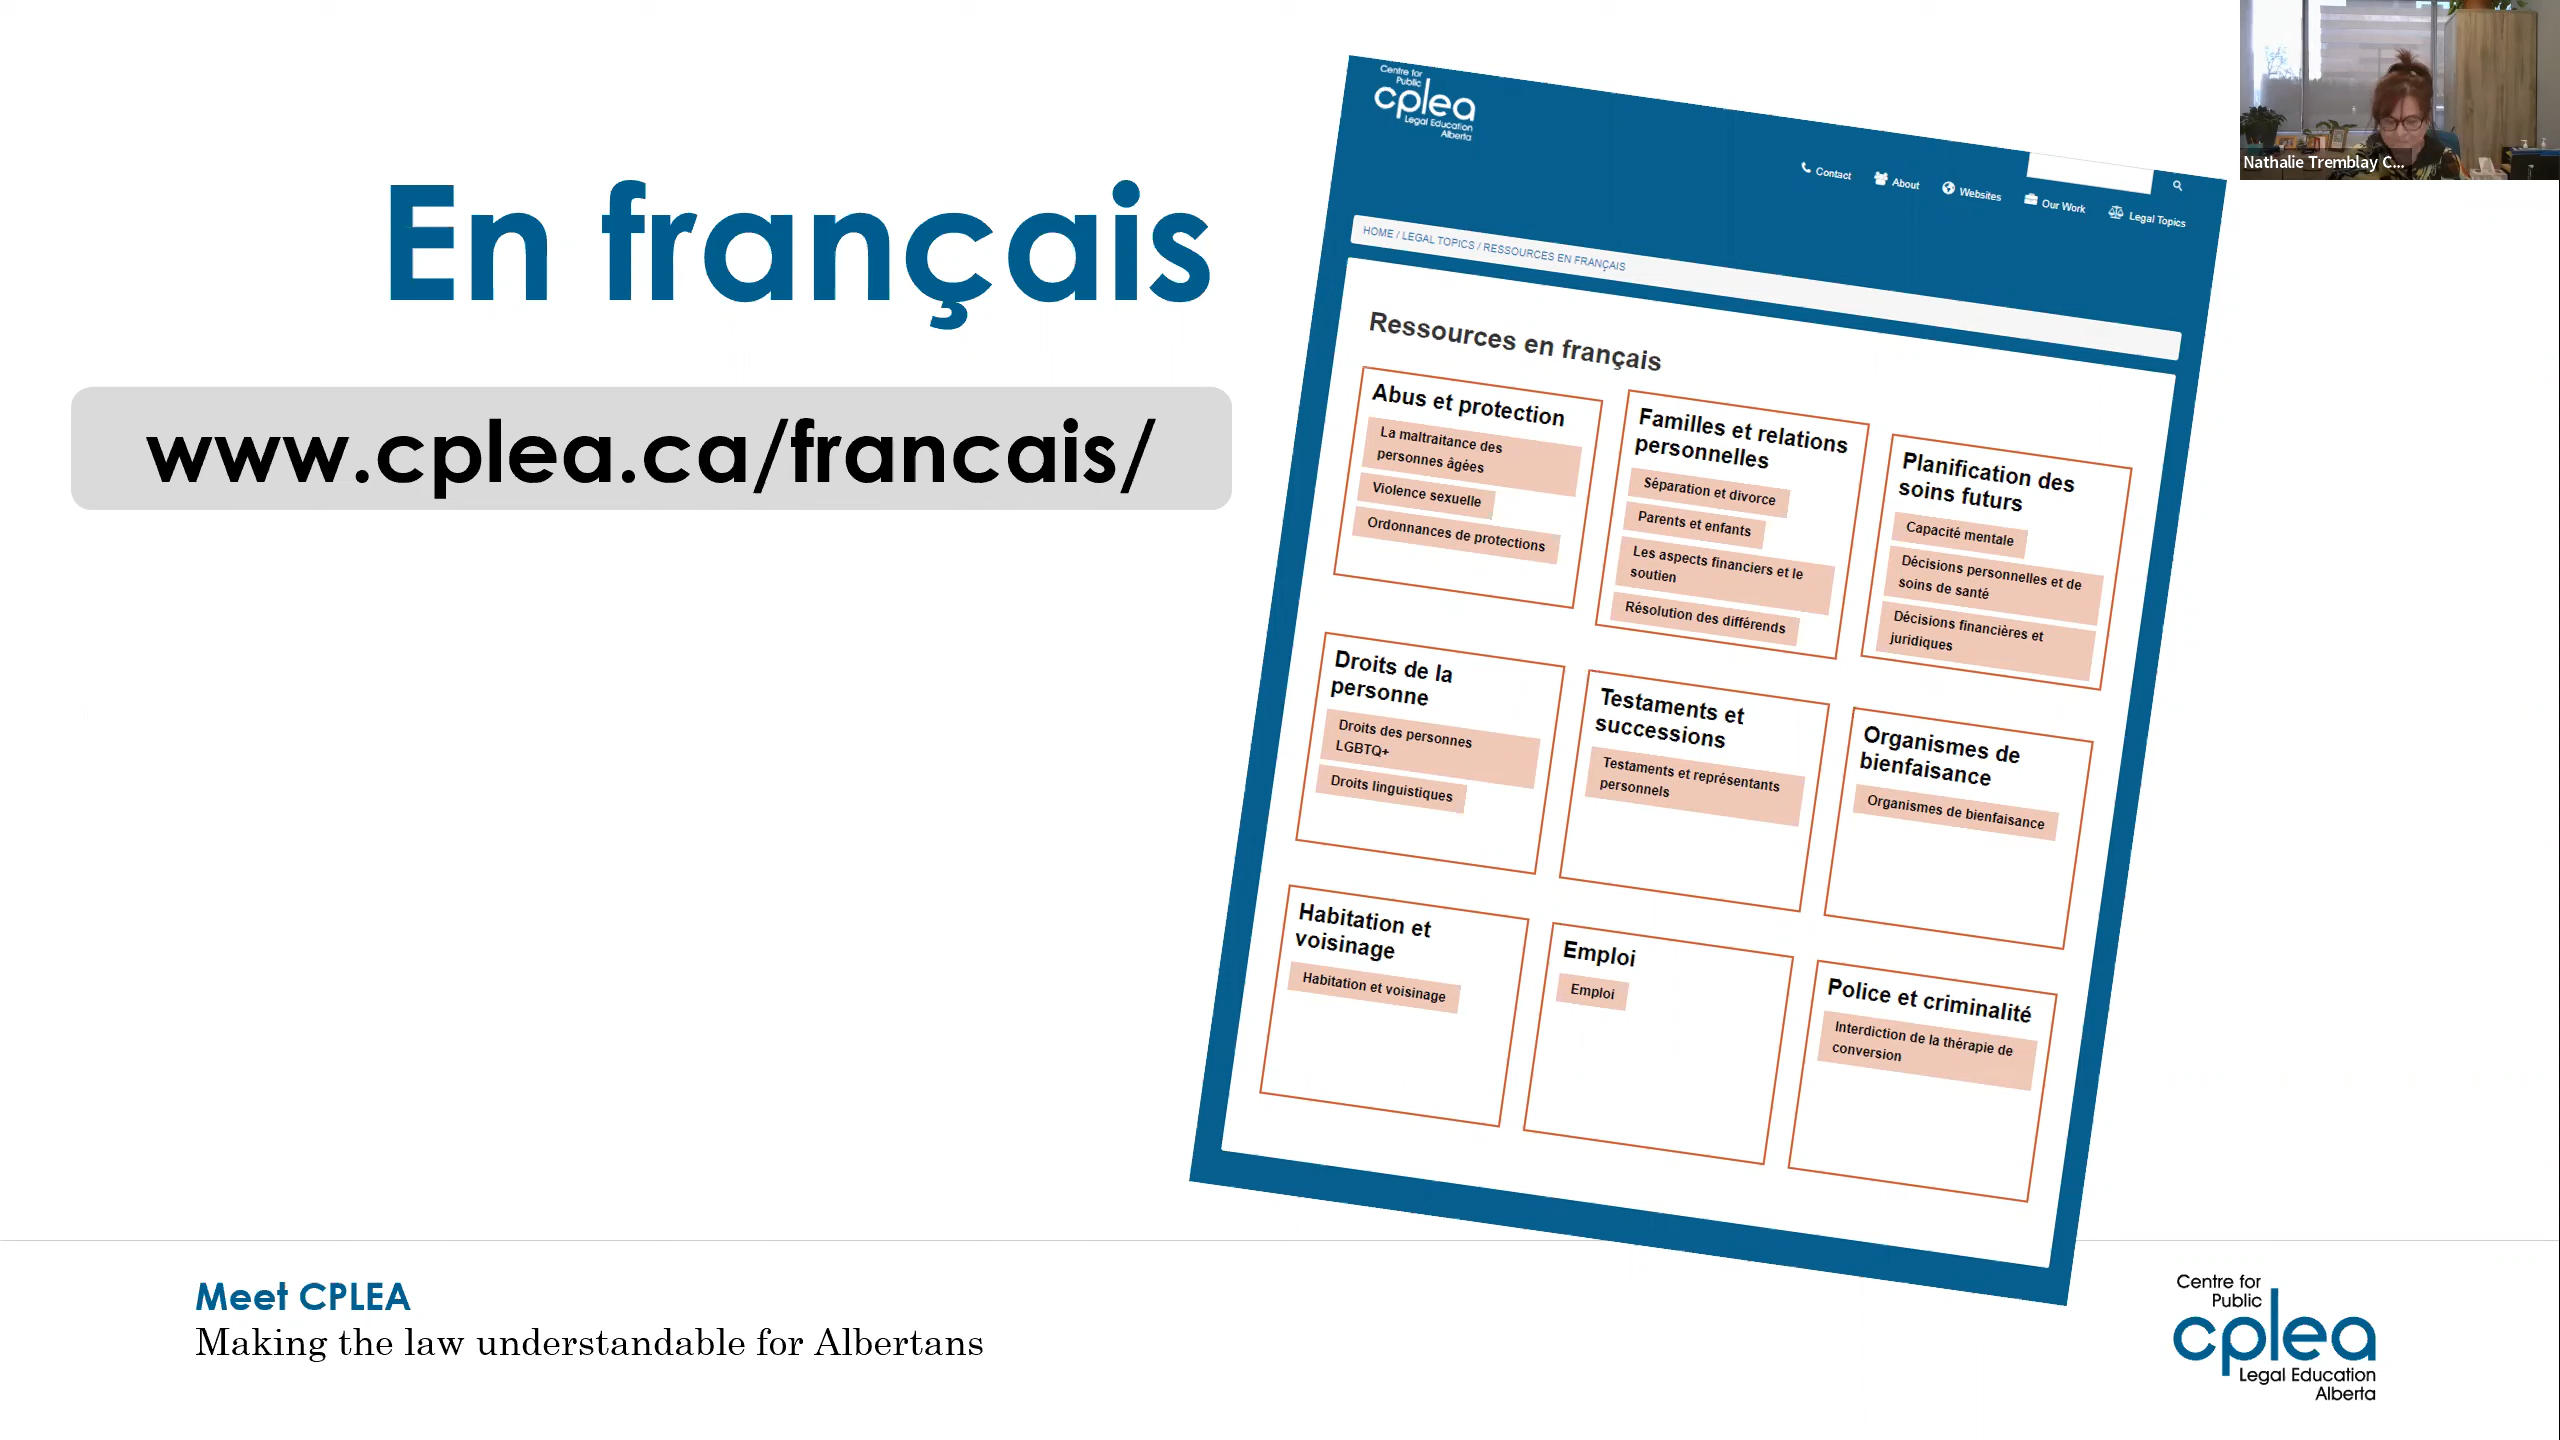 En français
www.cplea.ca/francais/
Centre for
Public
cplea
Legal Education
Alberta
Contact
About
Websites
Our Work
Legal Topics
HOME / LEGAL TOPICS / RESSOURCES EN FRANÇAIS
Ressources en français
Abus et protection
La maltraitance des
personnes âgées
Violence sexuelle
Ordonnances de protections
Familles et relations
personnelles
Séparation et divorce
Parents et enfants
Les aspects financiers et le
soutien
Résolution des différends
Planification des
soins futurs
Capacité mentale
Décisions personnelles et de
soins de santé
Décisions financières et
juridiques
Droits de la
personne
Droits des personnes
LGBTQ+
Droits linguistiques
Testaments et
successions
Testaments et représentants
personnels
Organismes de
bienfaisance
Organismes de bienfaisance
Habitation et
voisinage
Habitation et voisinage
Emploi
Emploi
Police et criminalité
Interdiction de la thérapie de
conversion
Nathalie Tremblay C...
Meet CPLEA
Making the law understandable for Albertans
Centre for
Public
cplea
Legal Education
Alberta